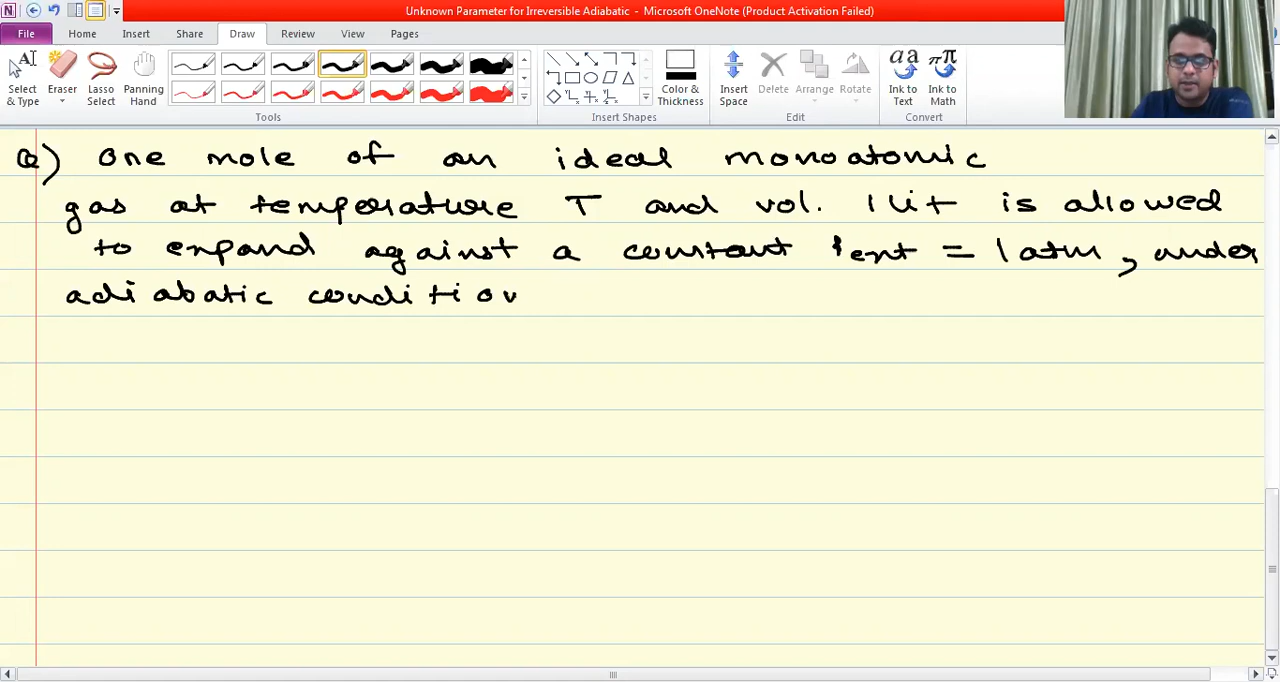 Unknown Parameter for Irreversible Adiabatic - Microsoft OneNote (Product Activation Failed)
File Home Insert Share Draw Review View Pages
Select & Type Eraser Lasso Select Panning Hand Color & Thickness Insert Space Delete Arrange Rotate Ink to Text Ink to Math
Tools Insert Shapes Edit Convert
Q) One mole of an ideal monoatomic
gas at temperature T and vol. 1 lit is allowed
to expand against a constant Pext = 1 atm, under
adiabatic condition